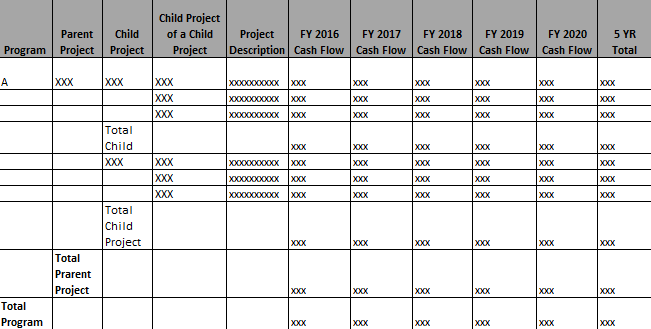 Program Parent Project Child Project Child Project of a Child Project Project Description FY 2016 Cash Flow FY 2017 Cash Flow FY 2018 Cash Flow FY 2019 Cash Flow FY 2020 Cash Flow 5 YR Total
A XXX XXX XXX xxxxxxxxxx xxx xxx xxx xxx xxx xxx
XXX xxxxxxxxxx xxx xxx xxx xxx xxx xxx
XXX xxxxxxxxxx xxx xxx xxx xxx xxx xxx
Total Child xxx xxx xxx xxx xxx xxx
XXX XXX xxxxxxxxxx xxx xxx xxx xxx xxx xxx
XXX xxxxxxxxxx xxx xxx xxx xxx xxx xxx
XXX xxxxxxxxxx xxx xxx xxx xxx xxx xxx
Total Child Project xxx xxx xxx xxx xxx xxx
Total Prarent Project xxx xxx xxx xxx xxx xxx
Total Program xxx xxx xxx xxx xxx xxx